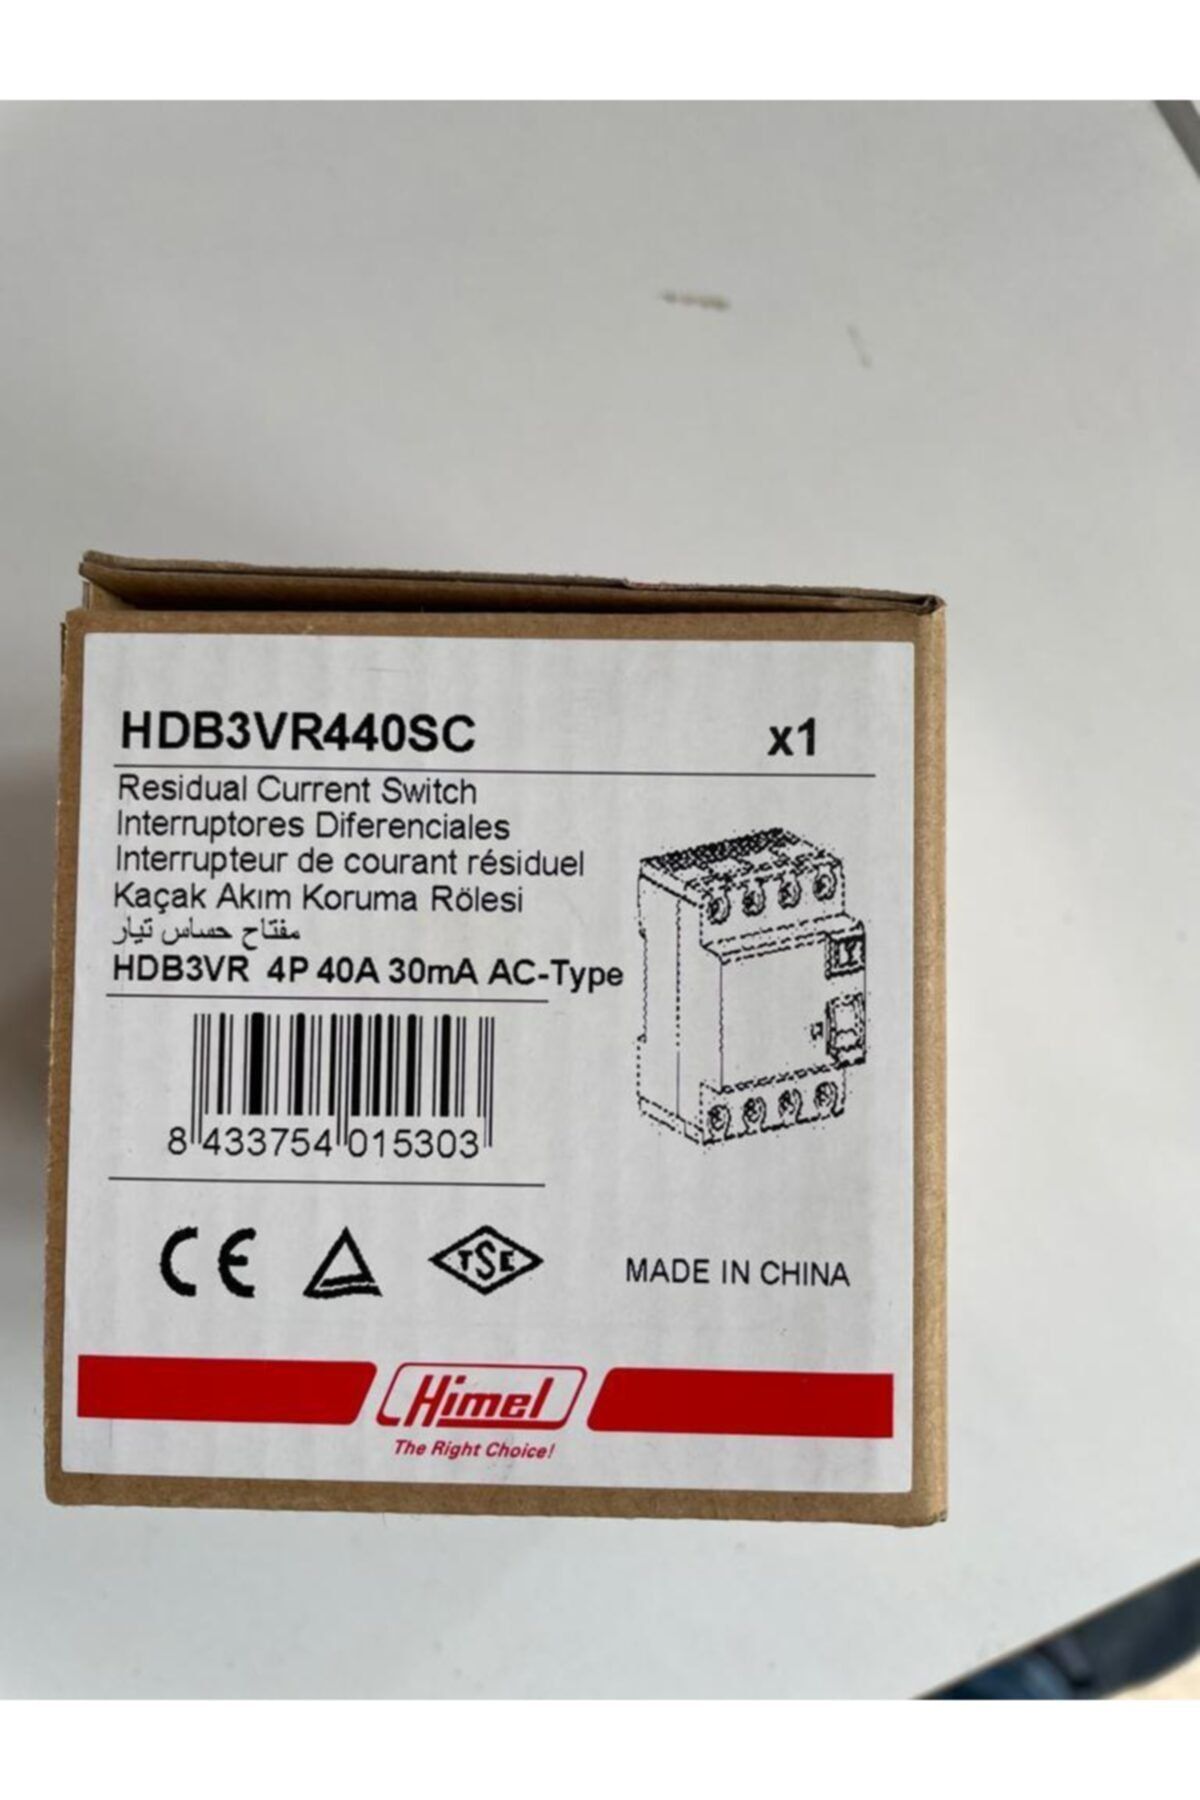 HDB3VR440SC x1
Residual Current Switch
Interruptores Diferenciales
Interrupteur de courant résiduel
Kaçak Akım Koruma Rölesi
مفتاح حساس تيار
HDB3VR 4P 40A 30mA AC-Type
8 433754 015303
CE TSE MADE IN CHINA
Himel
The Right Choice!